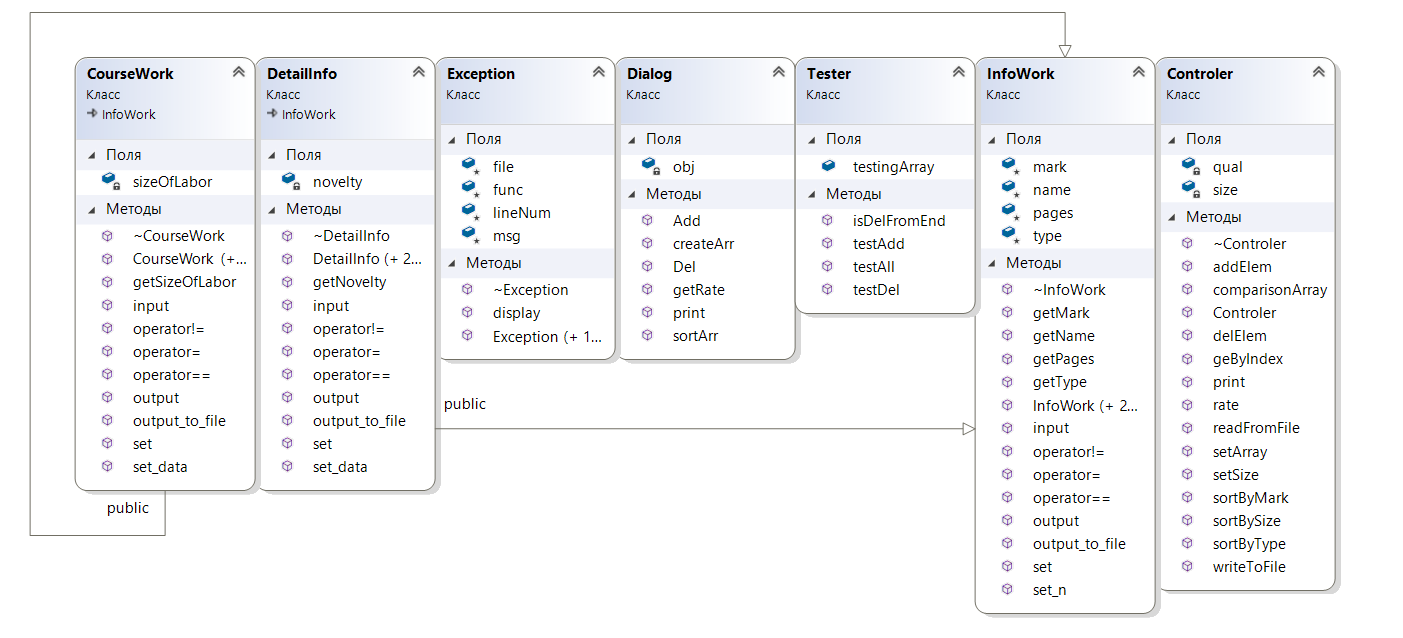 CourseWork
Класс
InfoWork
Поля
sizeOfLabor
Методы
~CourseWork
CourseWork (+...
getSizeOfLabor
input
operator!=
operator=
operator==
output
output_to_file
set
set_data
public
DetailInfo
Класс
InfoWork
Поля
novelty
Методы
~DetailInfo
DetailInfo (+ 2...
getNovelty
input
operator!=
operator=
operator==
output
output_to_file
set
set_data
public
Exception
Класс
Поля
file
func
lineNum
msg
Методы
~Exception
display
Exception (+ 1...
Dialog
Класс
Поля
obj
Методы
Add
createArr
Del
getRate
print
sortArr
Tester
Класс
Поля
testingArray
Методы
isDelFromEnd
testAdd
testAll
testDel
InfoWork
Класс
Поля
mark
name
pages
type
Методы
~InfoWork
getMark
getName
getPages
getType
InfoWork (+ 2...
input
operator!=
operator=
operator==
output
output_to_file
set
set_n
Controler
Класс
Поля
qual
size
Методы
~Controler
addElem
comparisonArray
Controler
delElem
geByIndex
print
rate
readFromFile
setArray
setSize
sortByMark
sortBySize
sortByType
writeToFile